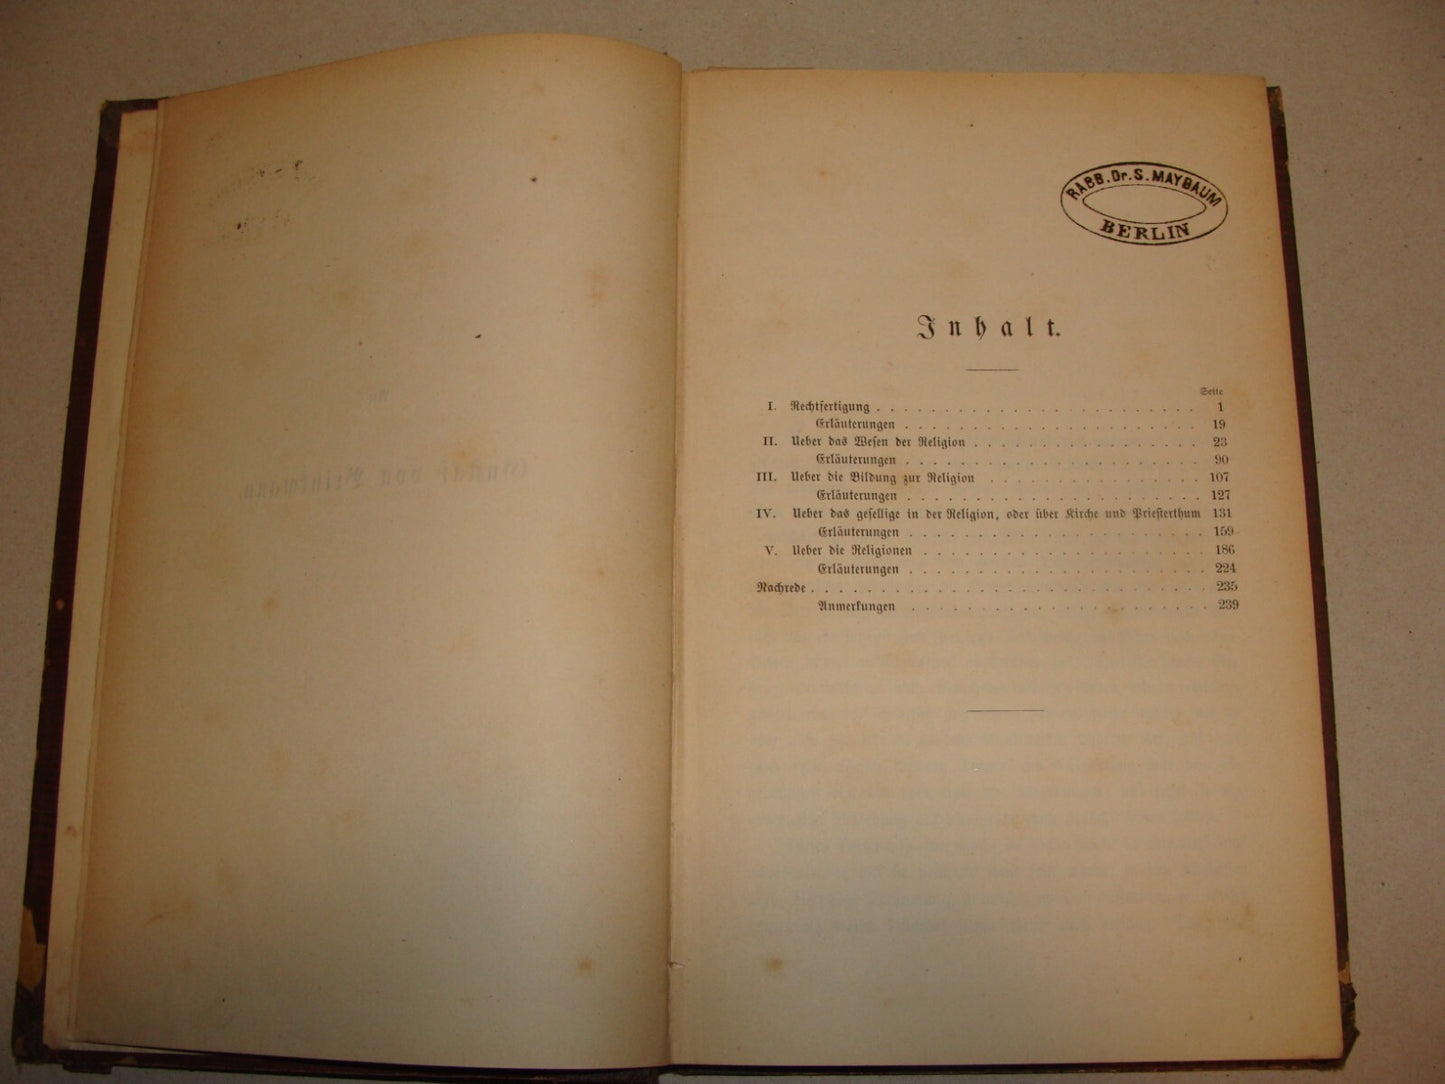 RABB. Dr. S. MAYBAUM
BERLIN
Inhalt.
Seite
I. Rechtfertigung . . . . . . . . . . . . . . . . . . . . . . . . 1
Erläuterungen . . . . . . . . . . . . . . . . . . . . . . 19
II. Ueber das Wesen der Religion . . . . . . . . . . . . . . . . . 23
Erläuterungen . . . . . . . . . . . . . . . . . . . . . . 90
III. Ueber die Bildung zur Religion . . . . . . . . . . . . . . . . 107
Erläuterungen . . . . . . . . . . . . . . . . . . . . . . 127
IV. Ueber das gesellige in der Religion, oder über Kirche und Priesterthum 131
Erläuterungen . . . . . . . . . . . . . . . . . . . . . . 159
V. Ueber die Religionen . . . . . . . . . . . . . . . . . . . . . 186
Erläuterungen . . . . . . . . . . . . . . . . . . . . . . 224
Nachrede . . . . . . . . . . . . . . . . . . . . . . . . . . . . 235
Anmerkungen . . . . . . . . . . . . . . . . . . . . . . 239